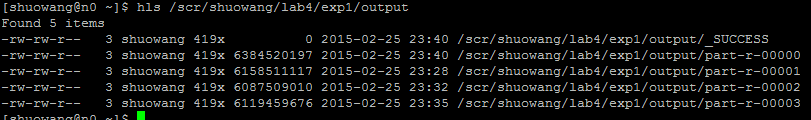 [shuowang@n0 ~]$ hls /scr/shuowang/lab4/exp1/output
Found 5 items
-rw-rw-r--   3 shuowang 419x          0 2015-02-25 23:40 /scr/shuowang/lab4/exp1/output/_SUCCESS
-rw-rw-r--   3 shuowang 419x 6384520197 2015-02-25 23:40 /scr/shuowang/lab4/exp1/output/part-r-00000
-rw-rw-r--   3 shuowang 419x 6158511117 2015-02-25 23:28 /scr/shuowang/lab4/exp1/output/part-r-00001
-rw-rw-r--   3 shuowang 419x 6087509010 2015-02-25 23:32 /scr/shuowang/lab4/exp1/output/part-r-00002
-rw-rw-r--   3 shuowang 419x 6119459676 2015-02-25 23:35 /scr/shuowang/lab4/exp1/output/part-r-00003
[shuowang@n0 ~]$